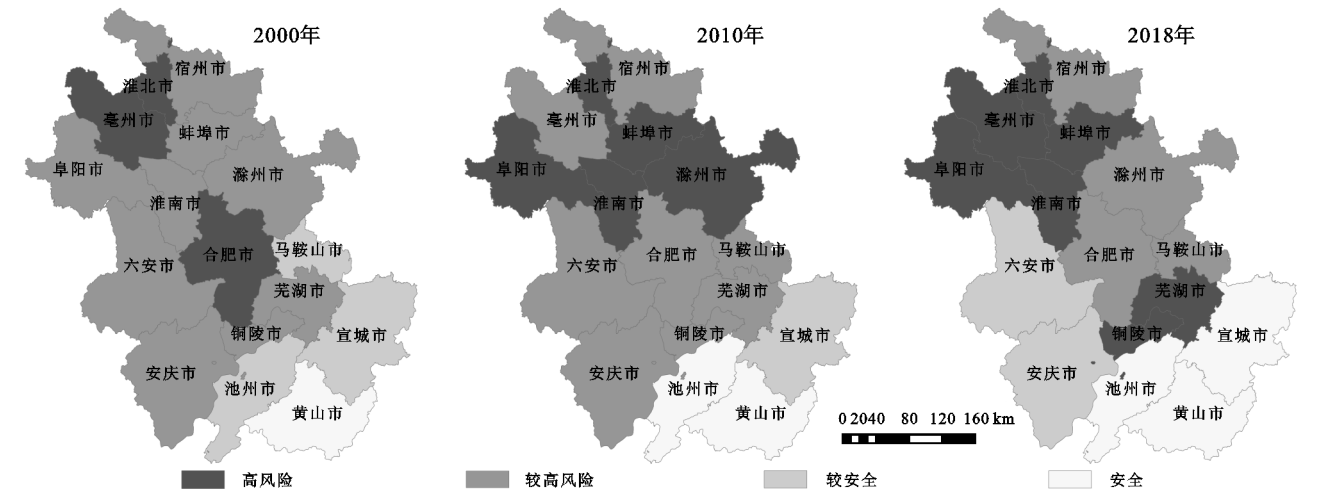 2000年
宿州市
淮北市
亳州市
蚌埠市
阜阳市
滁州市
淮南市
合肥市
马鞍山市
六安市
芜湖市
铜陵市
宣城市
安庆市
池州市
黄山市
2010年
宿州市
淮北市
亳州市
蚌埠市
阜阳市
滁州市
淮南市
合肥市
马鞍山市
六安市
芜湖市
铜陵市
宣城市
安庆市
池州市
黄山市
2018年
宿州市
淮北市
亳州市
蚌埠市
阜阳市
滁州市
淮南市
马鞍山市
合肥市
六安市
芜湖市
铜陵市
宣城市
安庆市
池州市
黄山市
0 2040 80 120 160 km
高风险 较高风险 较安全 安全